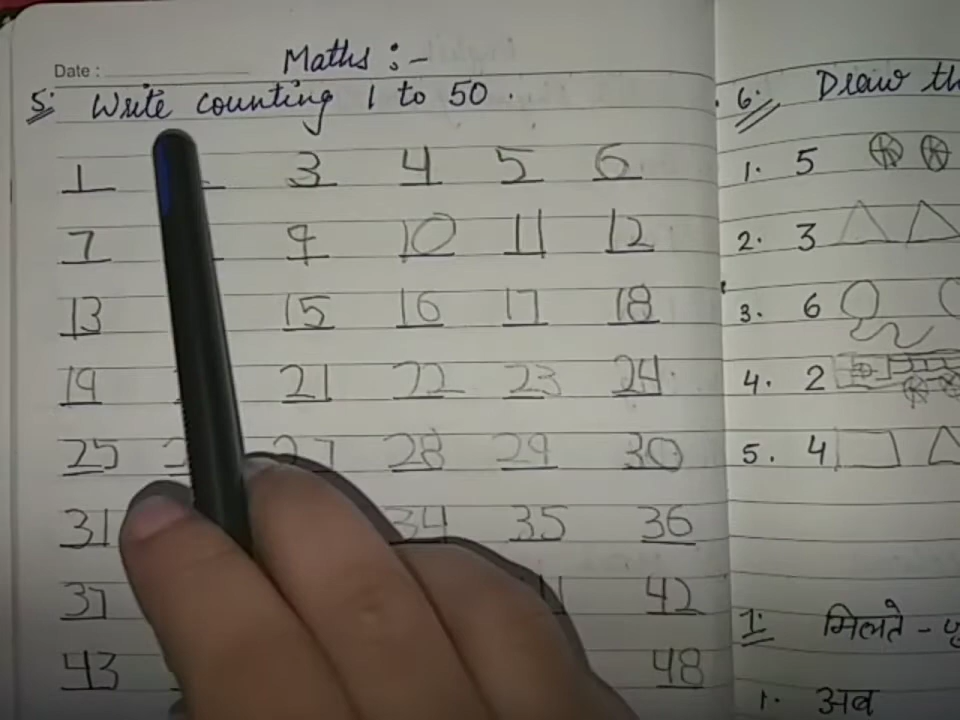 Date :
Maths :-
5. Write counting 1 to 50 .
1 3 4 5 6
7 9 10 11 12
13 15 16 17 18
19 21 22 23 24
25 27 28 29 30
31 34 35 36
37 42
43 48
6. Draw
1. 5
2. 3
3. 6
4. 2
5. 4
1. मिलते -
1. अब